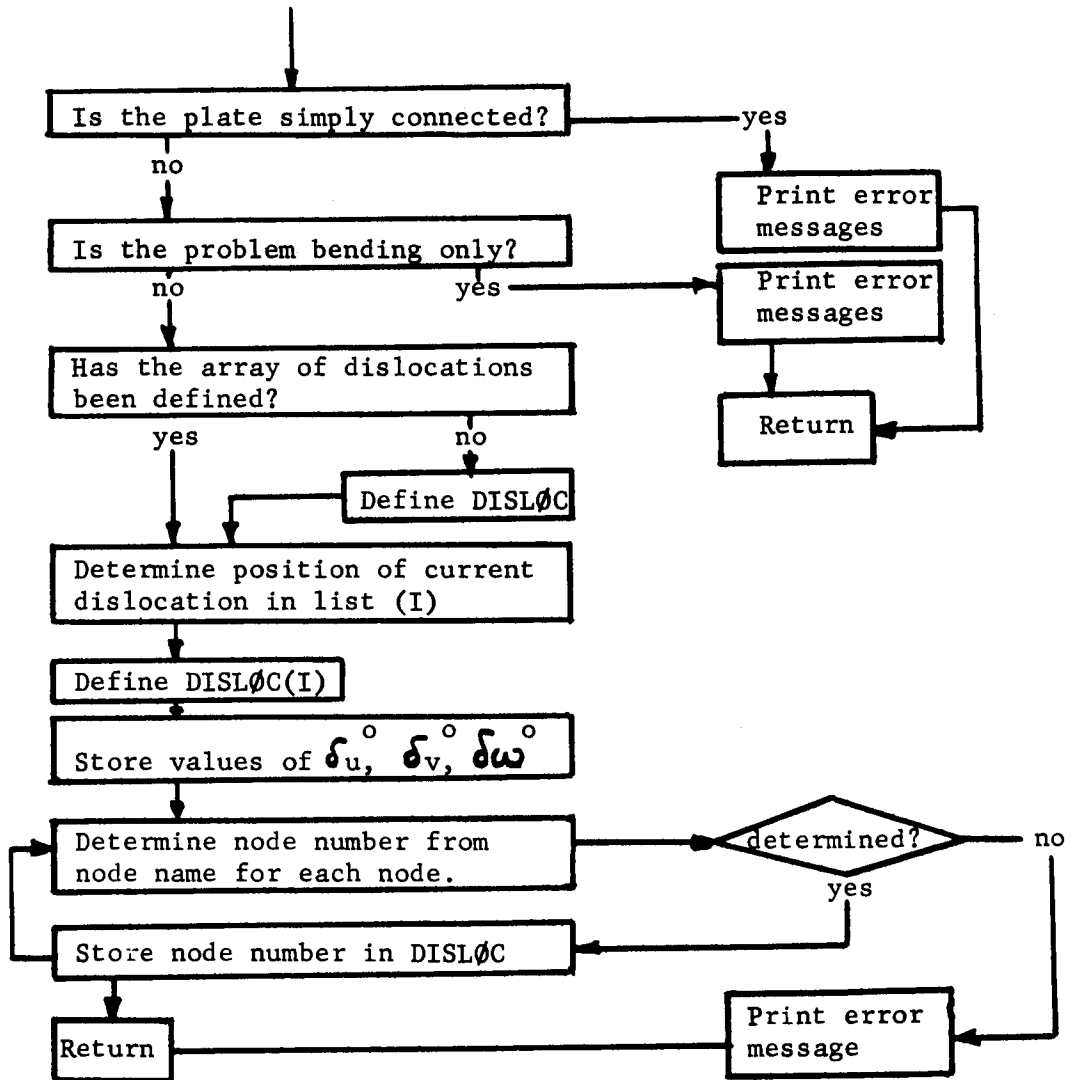 Is the plate simply connected?
yes
no
Print error
messages
Is the problem bending only?
no
yes
Print error
messages
Has the array of dislocations
been defined?
Return
yes
no
Define DISLØC
Determine position of current
dislocation in list (I)
Define DISLØC(I)
Store values of δu°, δv°, δω°
Determine node number from
node name for each node.
determined?
no
yes
Store node number in DISLØC
Print error
message
Return